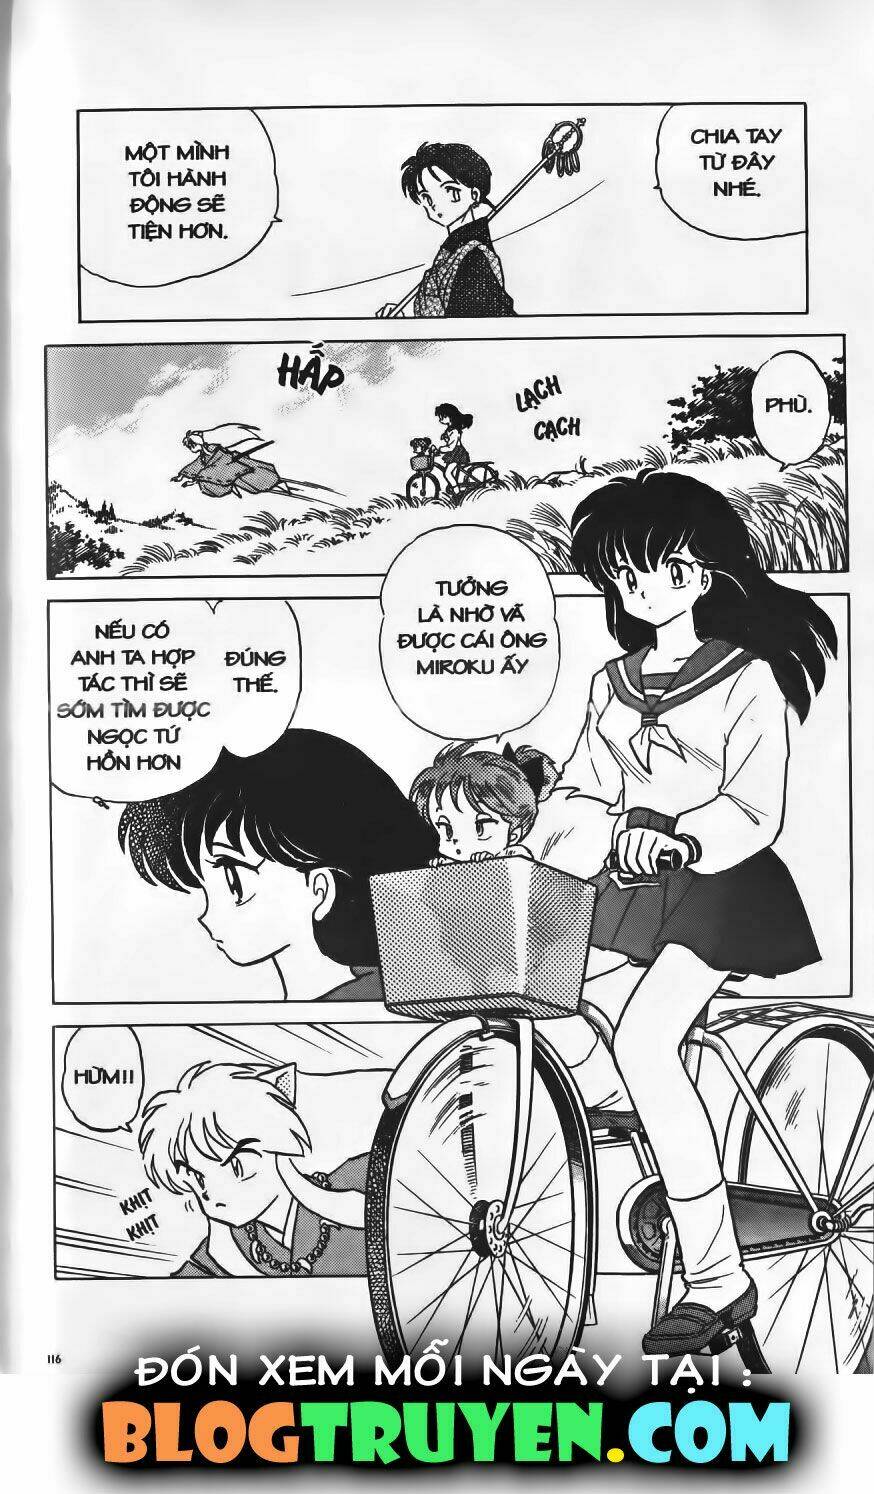 CHIA TAY
TỪ ĐÂY
NHÉ.
MỘT MÌNH
TÔI HÀNH
ĐỘNG SẼ
TIỆN HƠN.
HẤP
LẠCH
CẠCH
PHÙ.
TƯỞNG
LÀ NHỜ VẢ
ĐƯỢC CÁI ÔNG
MIROKU ẤY
ĐÚNG
THẾ.
NẾU CÓ
ANH TA HỢP
TÁC THÌ SẼ
SỚM TÌM ĐƯỢC
NGỌC TỨ
HỒN HƠN
HỪM!!
KHỊT
KHỊT
116
ĐÓN XEM MỖI NGÀY TẠI :
BLOGTRUYEN.COM